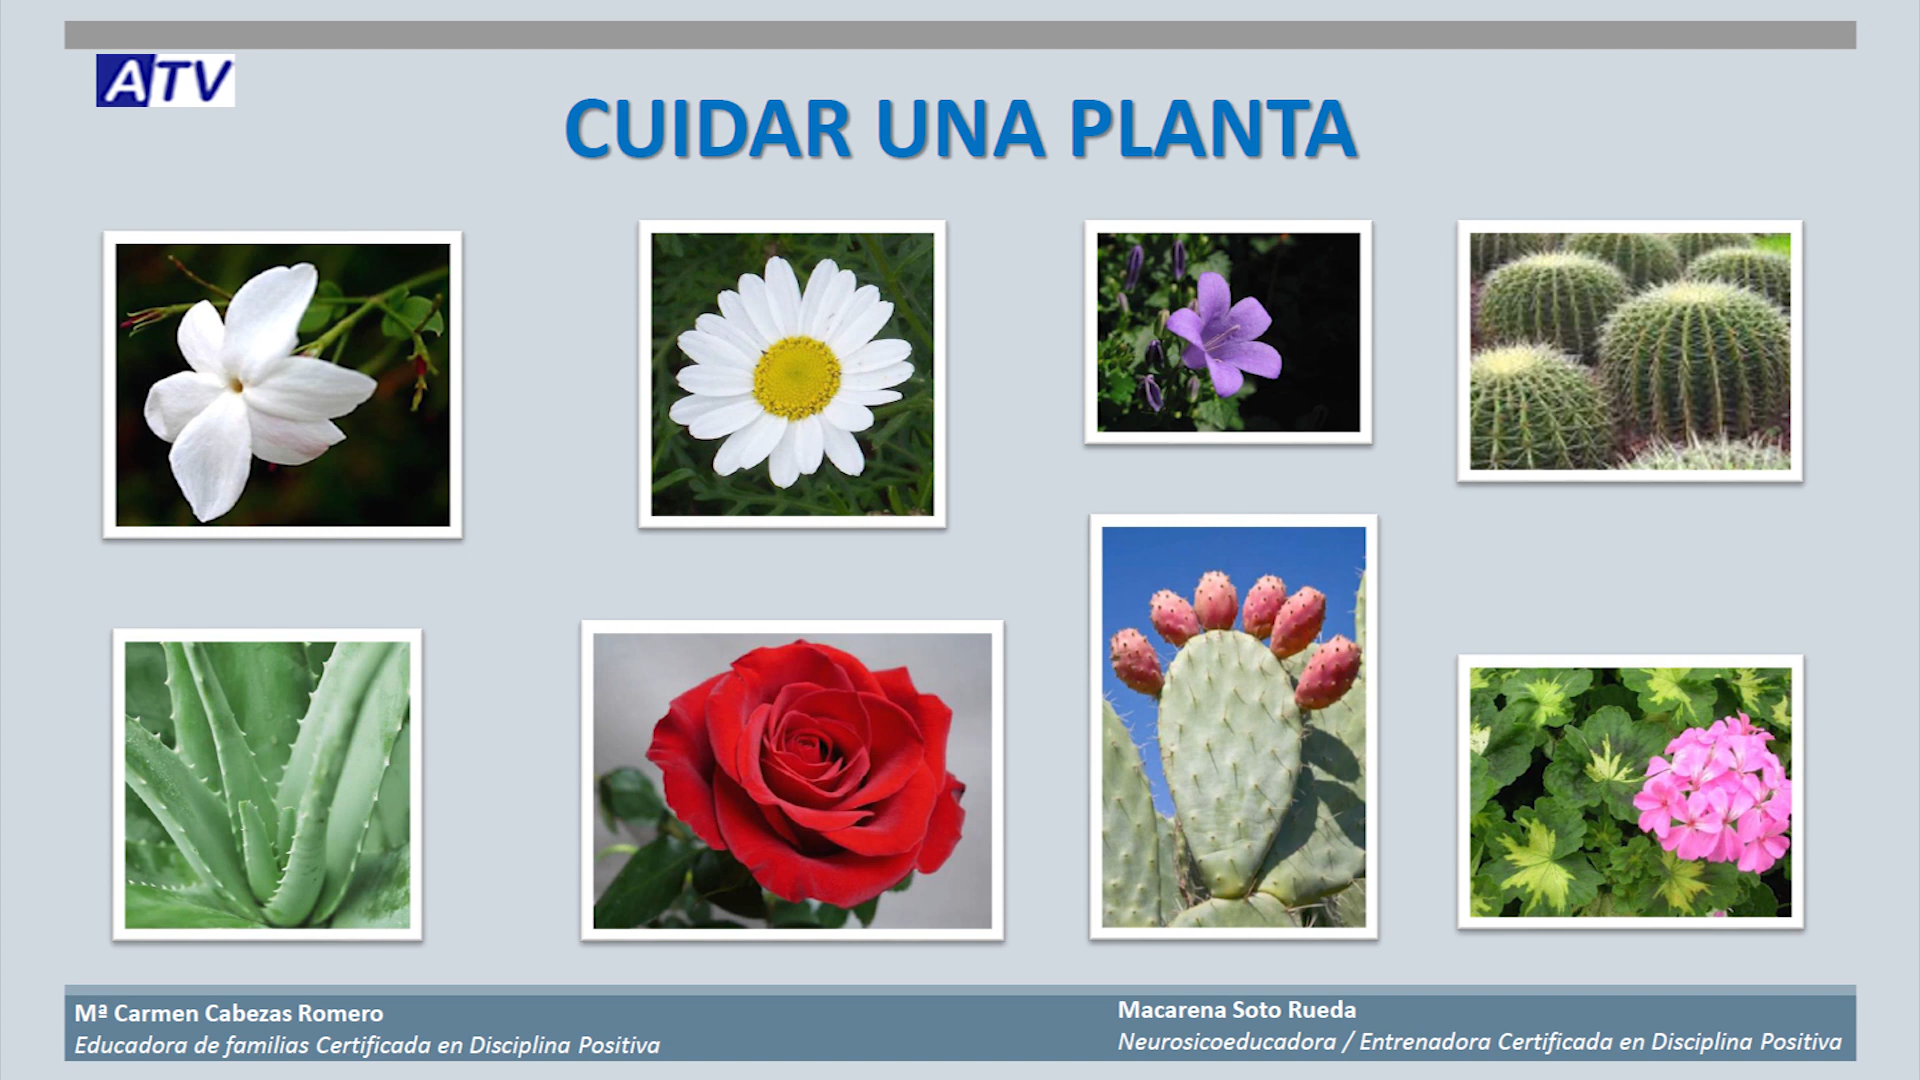 ATV
CUIDAR UNA PLANTA
Mª Carmen Cabezas Romero
Educadora de familias Certificada en Disciplina Positiva
Macarena Soto Rueda
Neurosicoeducadora / Entrenadora Certificada en Disciplina Positiva